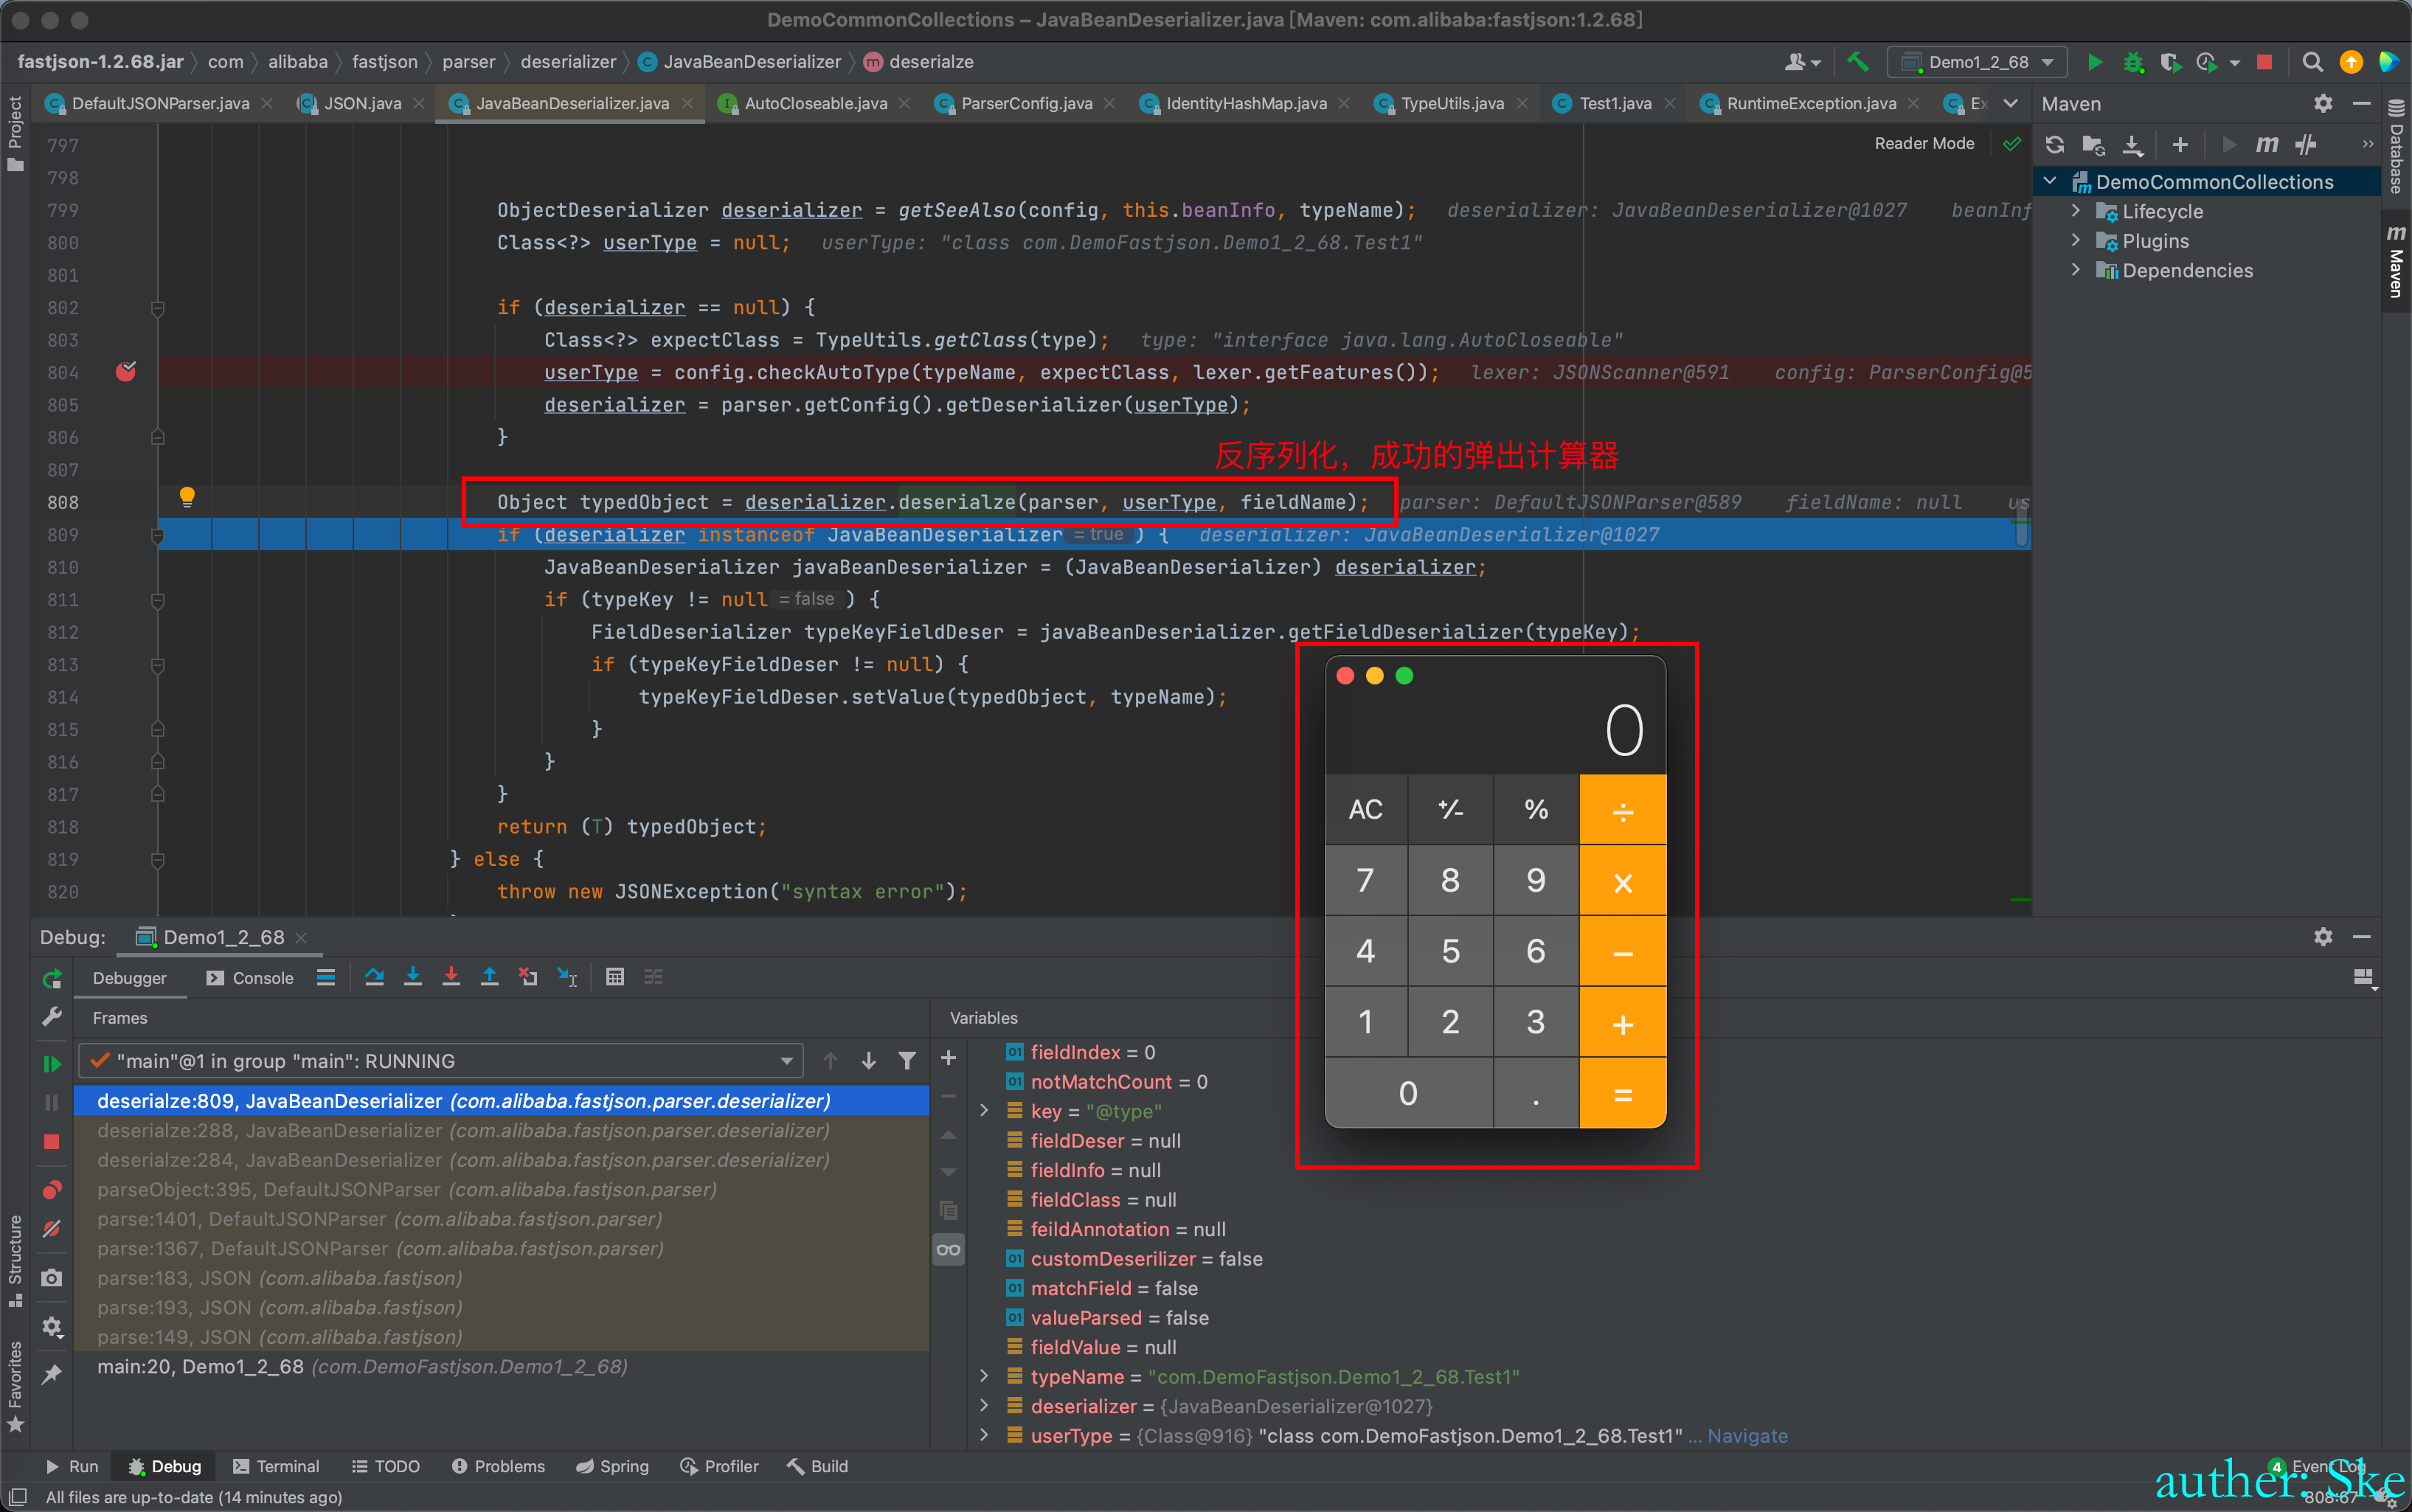 DemoCommonCollections – JavaBeanDeserializer.java [Maven: com.alibaba:fastjson:1.2.68]
fastjson-1.2.68.jar com alibaba fastjson parser deserializer JavaBeanDeserializer deserialze Demo1_2_68
DefaultJSONParser.java JSON.java JavaBeanDeserializer.java AutoCloseable.java ParserConfig.java IdentityHashMap.java TypeUtils.java Test1.java RuntimeException.java Ex Maven
Reader Mode
DemoCommonCollections
Lifecycle
Plugins
Dependencies
Project
Database
Maven
797
798
799 ObjectDeserializer deserializer = getSeeAlso(config, this.beanInfo, typeName); deserializer: JavaBeanDeserializer@1027 beanInf
800 Class<?> userType = null; userType: "class com.DemoFastjson.Demo1_2_68.Test1"
801
802 if (deserializer == null) {
803 Class<?> expectClass = TypeUtils.getClass(type); type: "interface java.lang.AutoCloseable"
804 userType = config.checkAutoType(typeName, expectClass, lexer.getFeatures()); lexer: JSONScanner@591 config: ParserConfig@5
805 deserializer = parser.getConfig().getDeserializer(userType);
806 }
807 反序列化，成功的弹出计算器
808 Object typedObject = deserializer.deserialze(parser, userType, fieldName); parser: DefaultJSONParser@589 fieldName: null us
809 if (deserializer instanceof JavaBeanDeserializer = true ) { deserializer: JavaBeanDeserializer@1027
810 JavaBeanDeserializer javaBeanDeserializer = (JavaBeanDeserializer) deserializer;
811 if (typeKey != null = false ) {
812 FieldDeserializer typeKeyFieldDeser = javaBeanDeserializer.getFieldDeserializer(typeKey);
813 if (typeKeyFieldDeser != null) {
814 typeKeyFieldDeser.setValue(typedObject, typeName);
815 }
816 }
817 }
818 return (T) typedObject;
819 } else {
820 throw new JSONException("syntax error");
0
AC +/- % ÷
7 8 9 ×
4 5 6 −
1 2 3 +
0 . =
Debug: Demo1_2_68
Debugger Console
Frames
"main"@1 in group "main": RUNNING
deserialze:809, JavaBeanDeserializer (com.alibaba.fastjson.parser.deserializer)
deserialze:288, JavaBeanDeserializer (com.alibaba.fastjson.parser.deserializer)
deserialze:284, JavaBeanDeserializer (com.alibaba.fastjson.parser.deserializer)
parseObject:395, DefaultJSONParser (com.alibaba.fastjson.parser)
parse:1401, DefaultJSONParser (com.alibaba.fastjson.parser)
parse:1367, DefaultJSONParser (com.alibaba.fastjson.parser)
parse:183, JSON (com.alibaba.fastjson)
parse:193, JSON (com.alibaba.fastjson)
parse:149, JSON (com.alibaba.fastjson)
main:20, Demo1_2_68 (com.DemoFastjson.Demo1_2_68)
Variables
fieldIndex = 0
notMatchCount = 0
key = "@type"
fieldDeser = null
fieldInfo = null
fieldClass = null
feildAnnotation = null
customDeserilizer = false
matchField = false
valueParsed = false
fieldValue = null
typeName = "com.DemoFastjson.Demo1_2_68.Test1"
deserializer = {JavaBeanDeserializer@1027}
userType = {Class@916} "class com.DemoFastjson.Demo1_2_68.Test1" ... Navigate
Structure
Favorites
Run Debug Terminal TODO Problems Spring Profiler Build 4 Event Log
All files are up-to-date (14 minutes ago) 808:67
auther: Ske